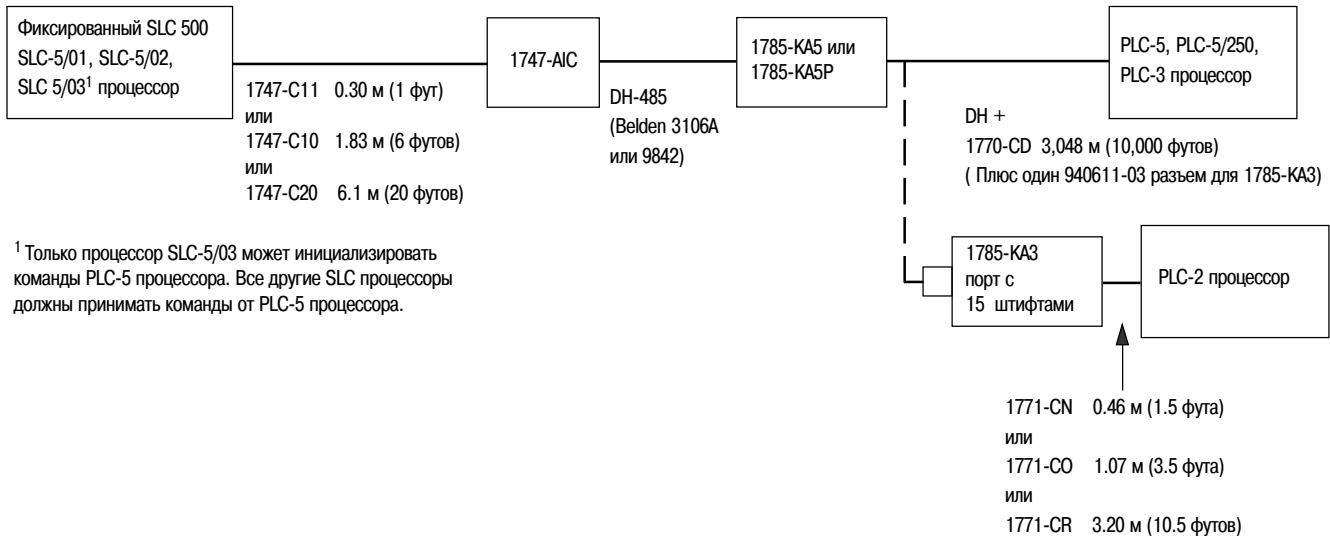 Фиксированный SLC 500
SLC-5/01, SLC-5/02,
SLC 5/03¹ процессор
1747-C11 0.30 м (1 фут)
или
1747-C10 1.83 м (6 футов)
или
1747-C20 6.1 м (20 футов)
1747-AIC
DH-485
(Belden 3106A
или 9842)
1785-KA5 или
1785-KA5P
PLC-5, PLC-5/250,
PLC-3 процессор
DH +
1770-CD 3,048 м (10,000 футов)
( Плюс один 940611-03 разъем для 1785-KA3)
1785-KA3
порт с
15 штифтами
PLC-2 процессор
1771-CN 0.46 м (1.5 фута)
или
1771-CO 1.07 м (3.5 фута)
или
1771-CR 3.20 м (10.5 футов)
¹ Только процессор SLC-5/03 может инициализировать
команды PLC-5 процессора. Все другие SLC процессоры
должны принимать команды от PLC-5 процессора.